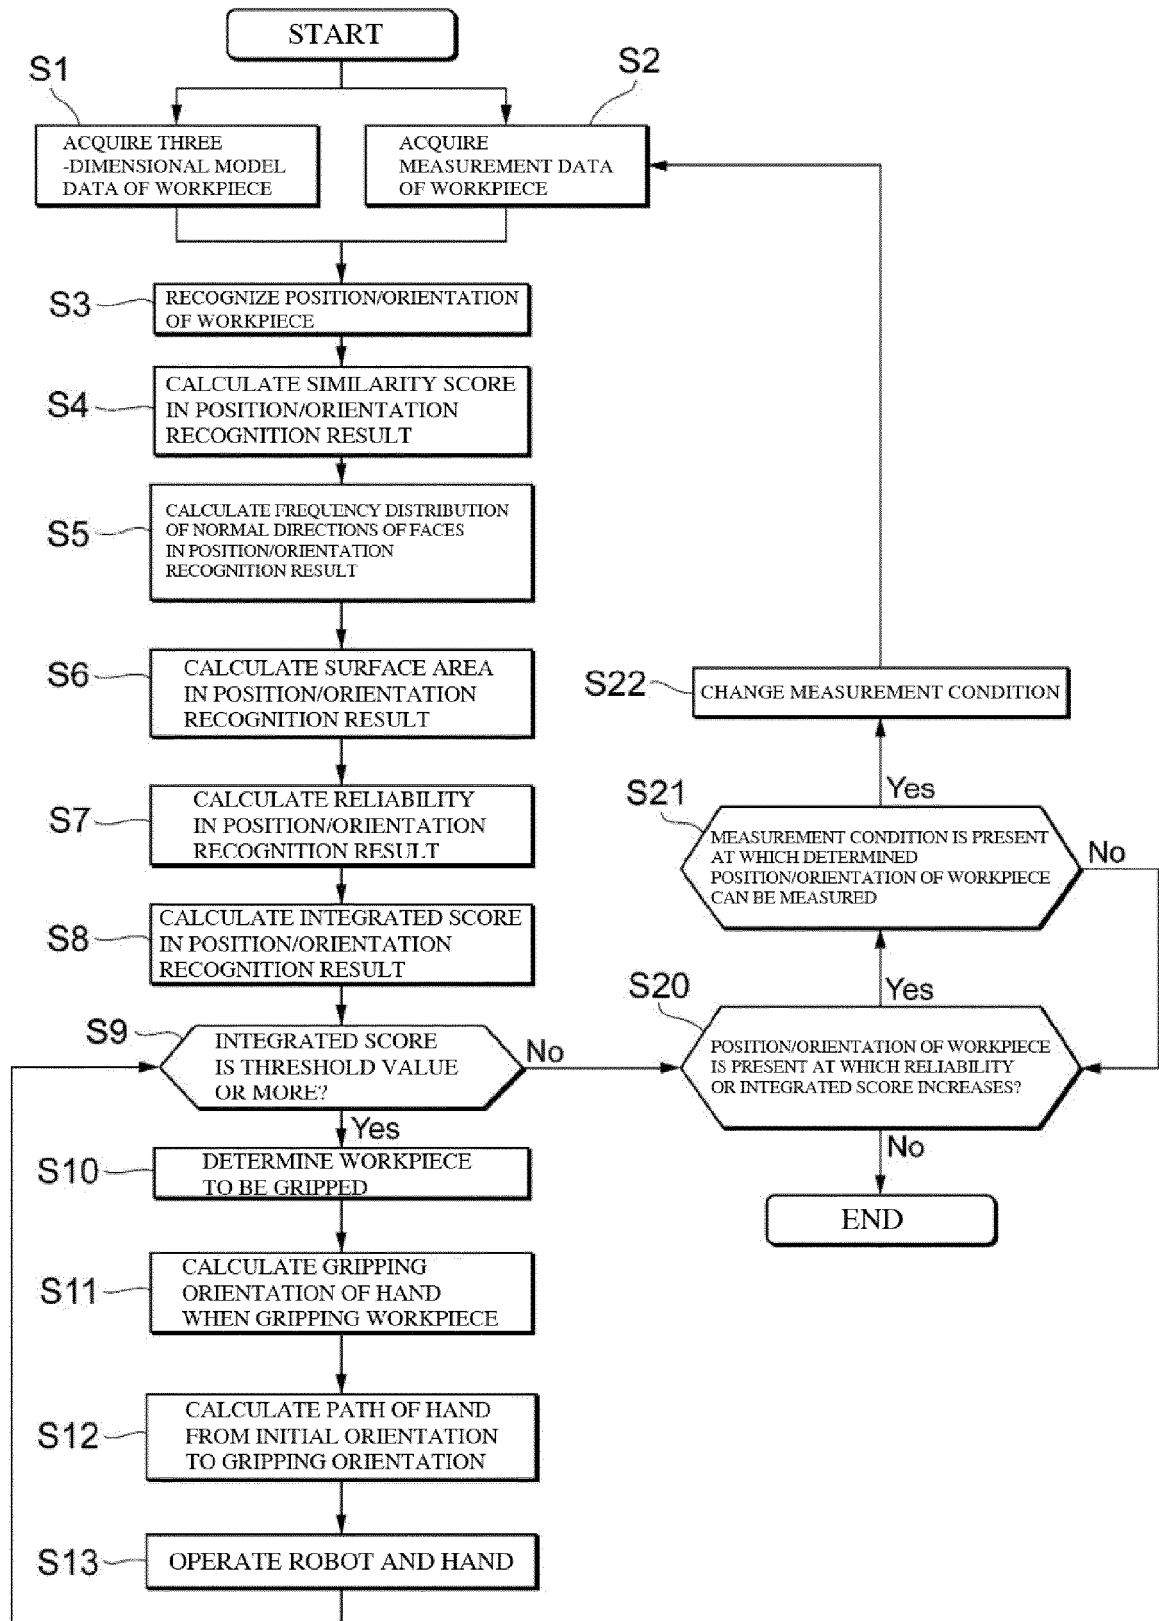 START
S1
S2
ACQUIRE THREE
-DIMENSIONAL MODEL
DATA OF WORKPIECE
ACQUIRE
MEASUREMENT DATA
OF WORKPIECE
S3
RECOGNIZE POSITION/ORIENTATION
OF WORKPIECE
S4
CALCULATE SIMILARITY SCORE
IN POSITION/ORIENTATION
RECOGNITION RESULT
S5
CALCULATE FREQUENCY DISTRIBUTION
OF NORMAL DIRECTIONS OF FACES
IN POSITION/ORIENTATION
RECOGNITION RESULT
S6
CALCULATE SURFACE AREA
IN POSITION/ORIENTATION
RECOGNITION RESULT
S7
CALCULATE RELIABILITY
IN POSITION/ORIENTATION
RECOGNITION RESULT
S8
CALCULATE INTEGRATED SCORE
IN POSITION/ORIENTATION
RECOGNITION RESULT
S9
INTEGRATED SCORE
IS THRESHOLD VALUE
OR MORE?
No
Yes
S10
DETERMINE WORKPIECE
TO BE GRIPPED
S11
CALCULATE GRIPPING
ORIENTATION OF HAND
WHEN GRIPPING WORKPIECE
S12
CALCULATE PATH OF HAND
FROM INITIAL ORIENTATION
TO GRIPPING ORIENTATION
S13
OPERATE ROBOT AND HAND
S22
CHANGE MEASUREMENT CONDITION
Yes
S21
MEASUREMENT CONDITION IS PRESENT
AT WHICH DETERMINED
POSITION/ORIENTATION OF WORKPIECE
CAN BE MEASURED
No
Yes
S20
POSITION/ORIENTATION OF WORKPIECE
IS PRESENT AT WHICH RELIABILITY
OR INTEGRATED SCORE INCREASES?
No
END